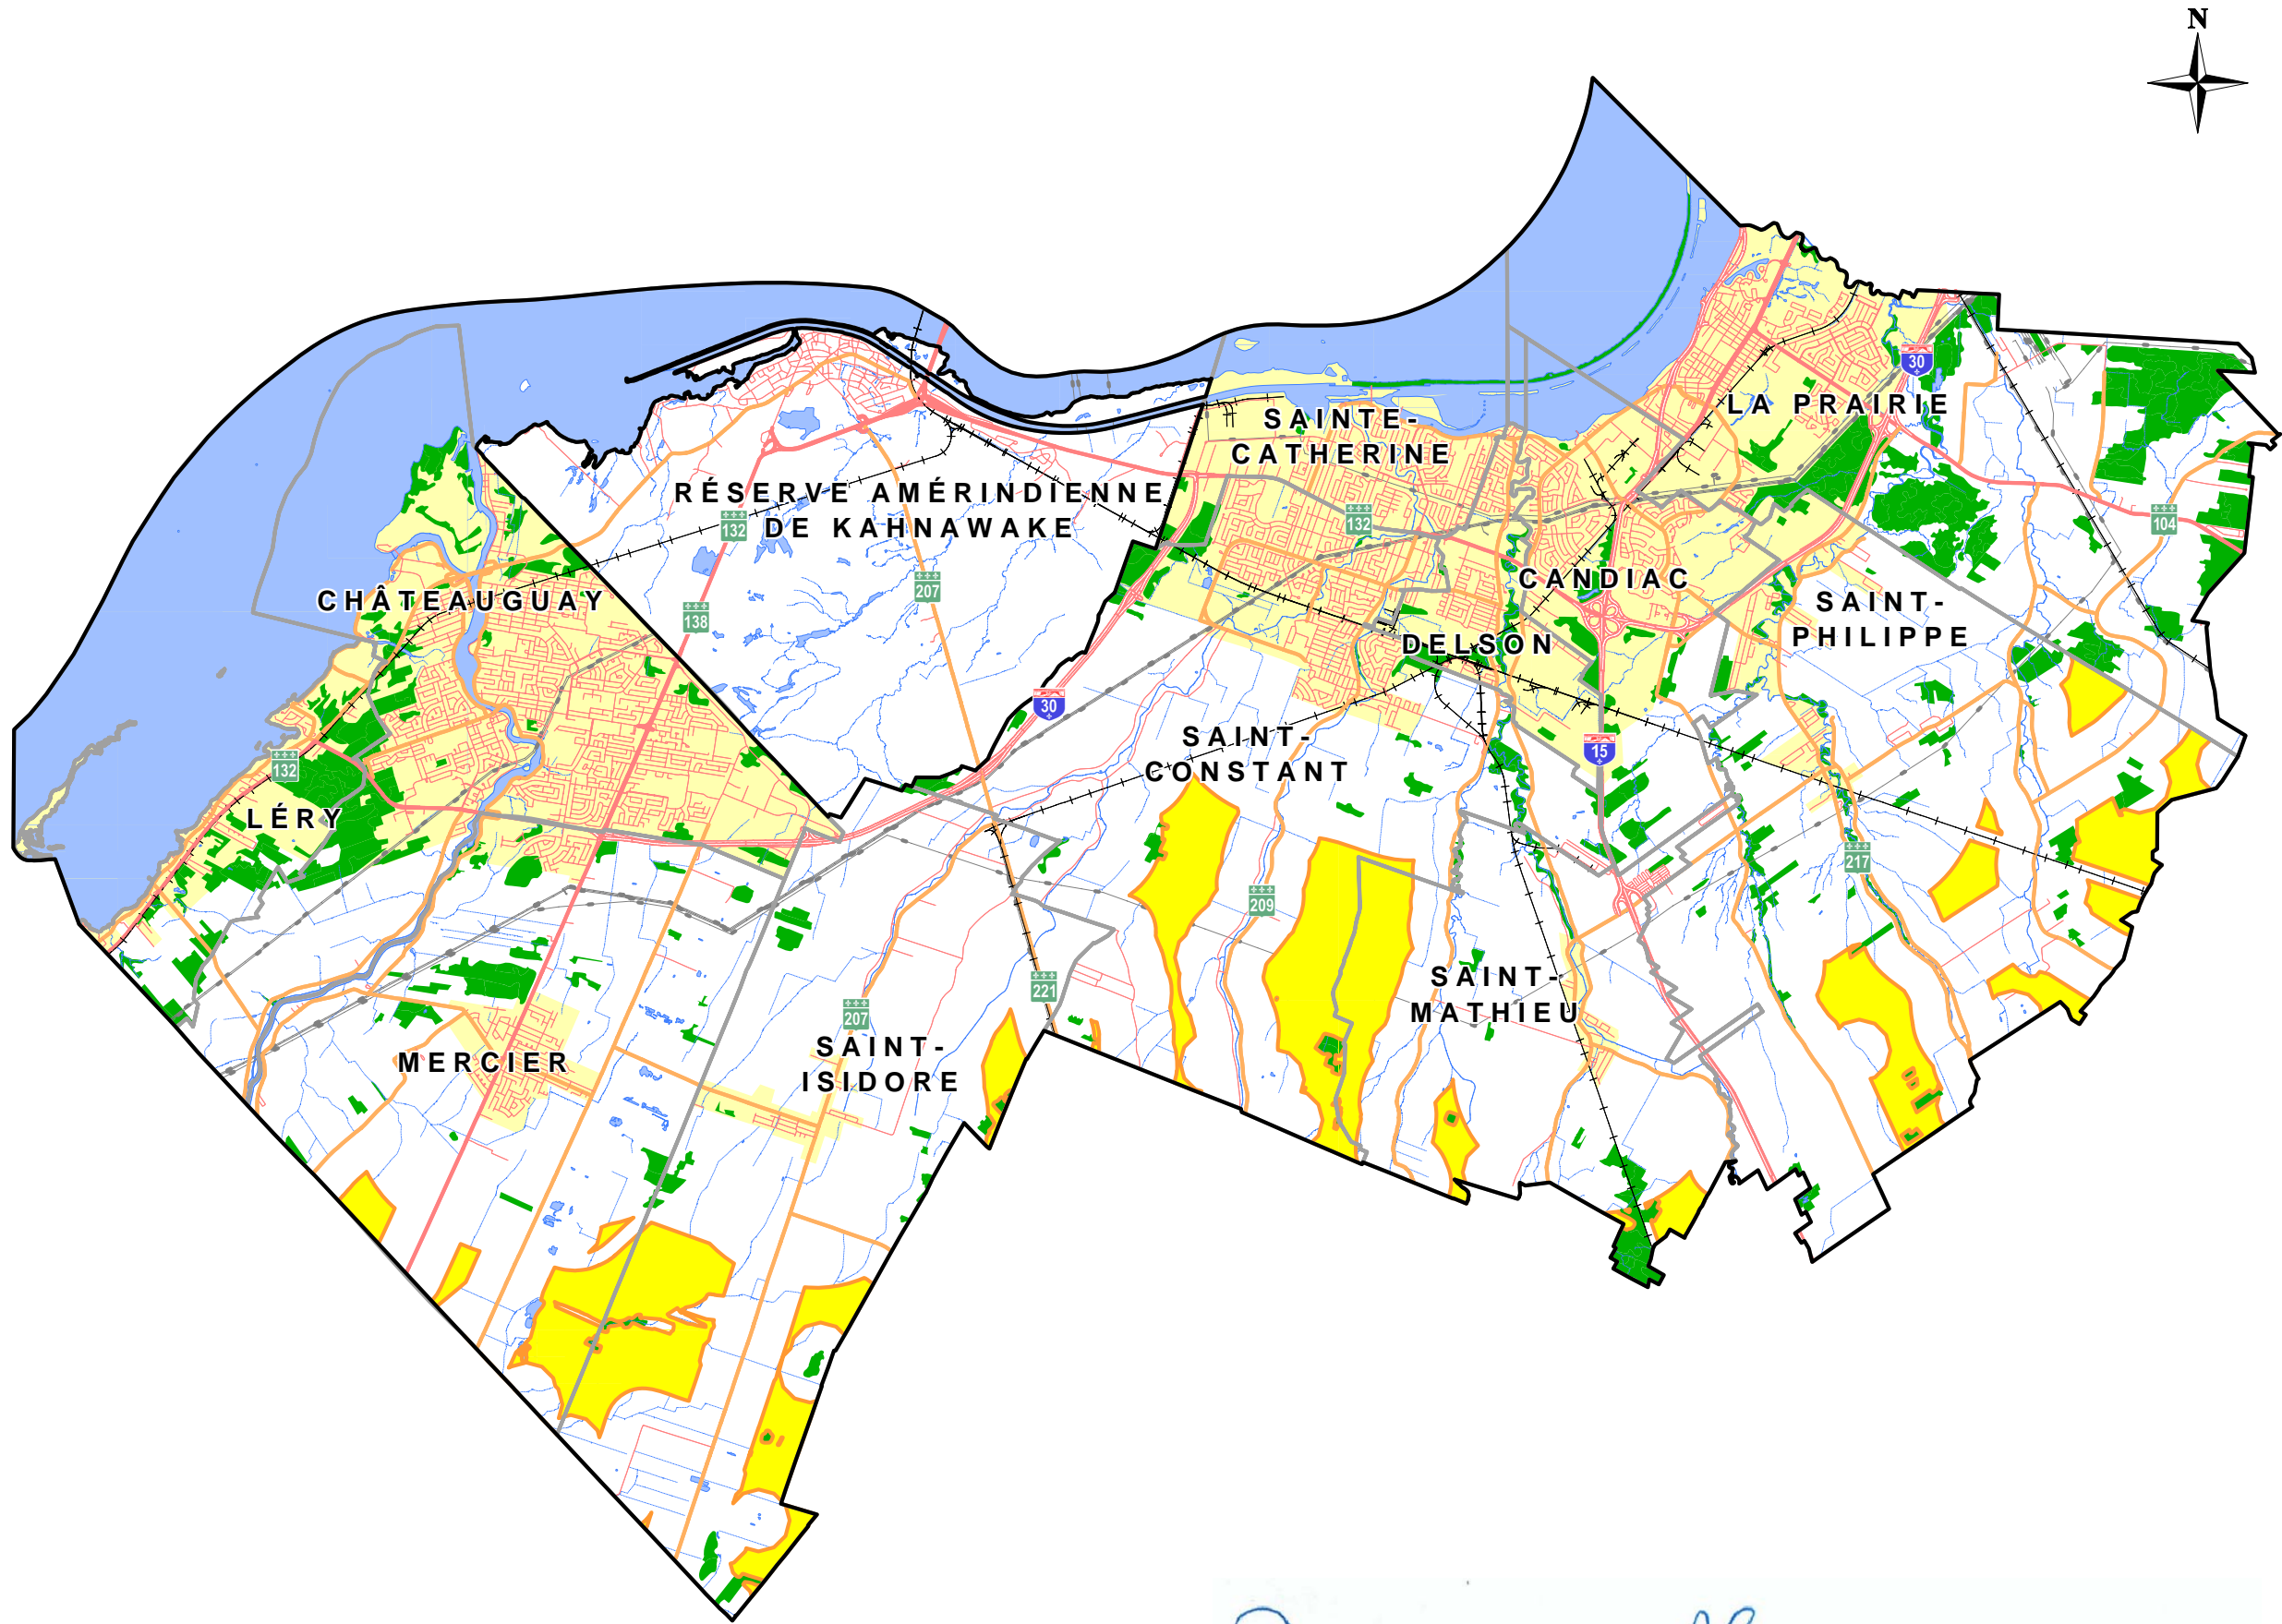 N
30
LA PRAIRIE
SAINTE-
CATHERINE
RÉSERVE AMÉRINDIENNE
DE KAHNAWAKE
132
132
104
CHÂTEAUGUAY
207
138
CANDIAC
SAINT-
PHILIPPE
DELSON
30
SAINT-
CONSTANT
15
132
LÉRY
217
209
SAINT-
MATHIEU
221
207
SAINT-
ISIDORE
MERCIER